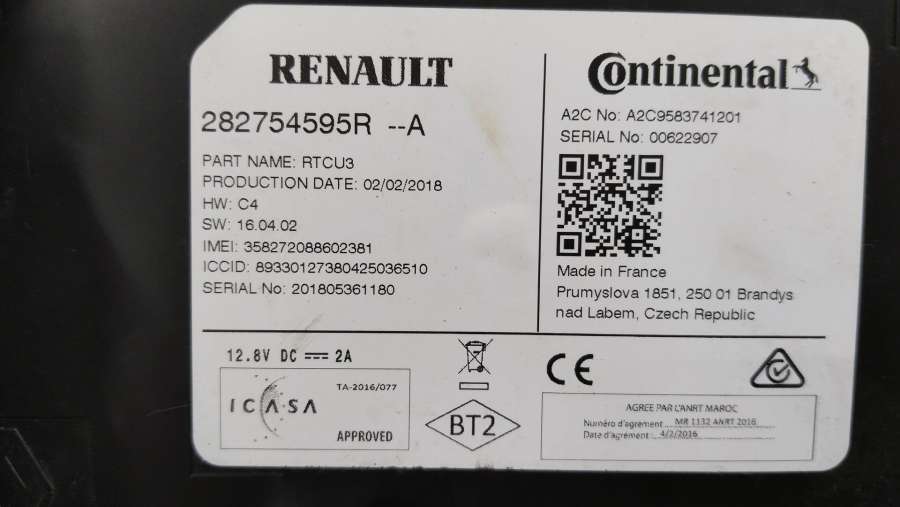 RENAULT
282754595R --A
PART NAME: RTCU3
PRODUCTION DATE: 02/02/2018
HW: C4
SW: 16.04.02
IMEI: 358272088602381
ICCID: 89330127380425036510
SERIAL No: 201805361180
Continental
A2C No: A2C9583741201
SERIAL No: 00622907
Made in France
Prumyslova 1851, 250 01 Brandys
nad Labem, Czech Republic
12.8V DC 2A
TA-2016/077
ICASA
APPROVED
BT2
CE
AGREE PAR L'ANRT MAROC
Numéro d'agrement : MR 1132 ANRT 2016
Date d'agrément : 4/2/2016